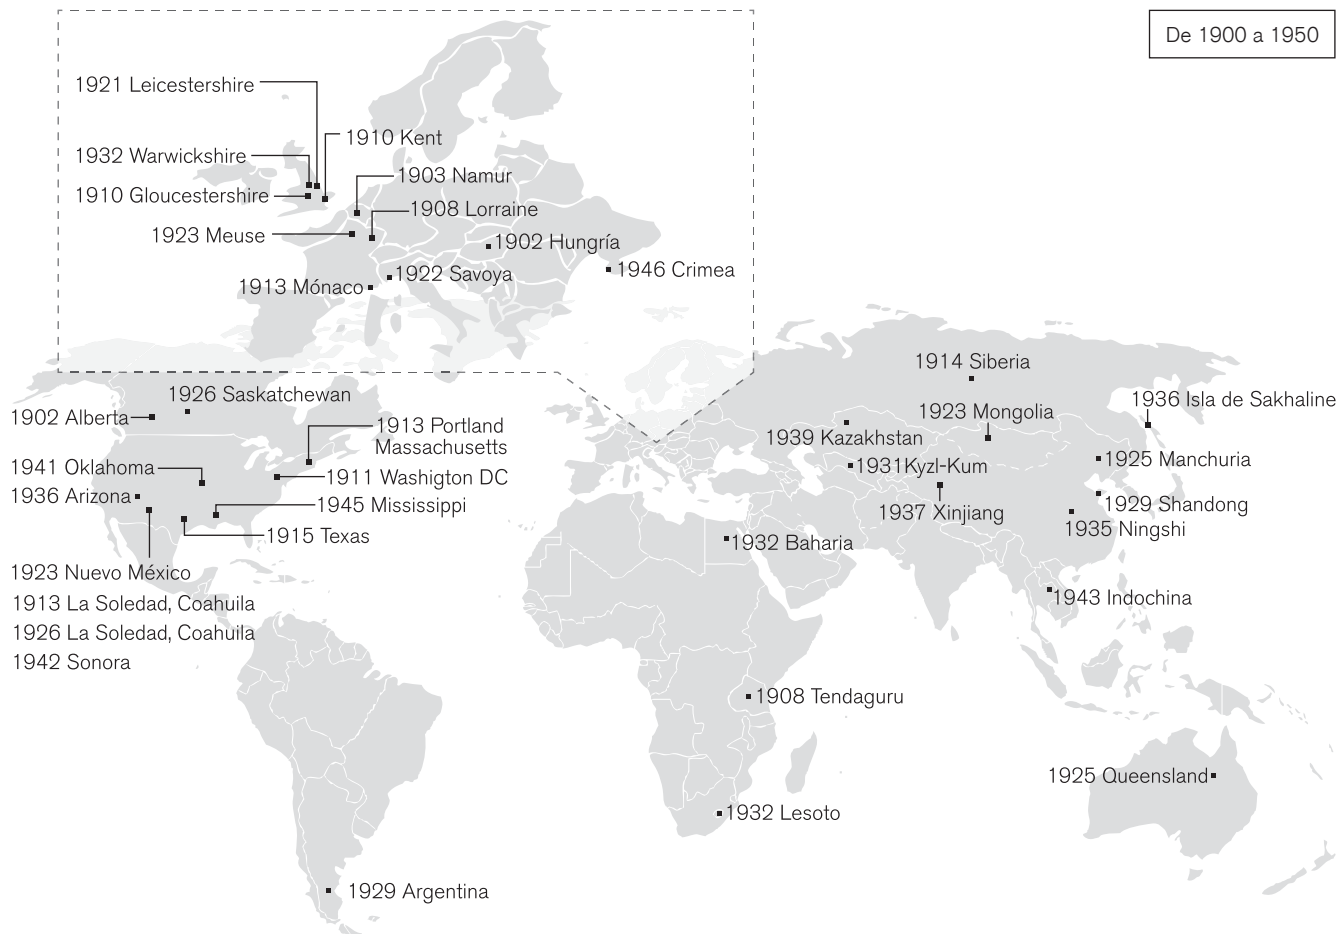 De 1900 a 1950
1921 Leicestershire
1910 Kent
1932 Warwickshire
1903 Namur
1910 Gloucestershire
1908 Lorraine
1923 Meuse
1902 Hungría
1946 Crimea
1922 Savoya
1913 Mónaco
1914 Siberia
1926 Saskatchewan
1936 Isla de Sakhaline
1902 Alberta
1923 Mongolia
1913 Portland
Massachusetts
1939 Kazakhstan
1925 Manchuria
1941 Oklahoma
1931Kyzl-Kum
1911 Washigton DC
1936 Arizona
1945 Mississippi
1929 Shandong
1937 Xinjiang
1935 Ningshi
1915 Texas
1932 Baharia
1923 Nuevo México
1943 Indochina
1913 La Soledad, Coahuila
1926 La Soledad, Coahuila
1942 Sonora
1908 Tendaguru
1925 Queensland
1932 Lesoto
1929 Argentina